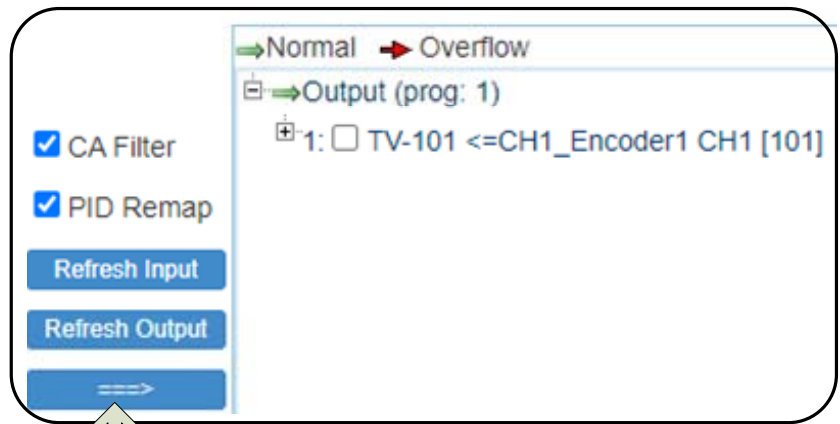 ⇒Normal ➔ Overflow
⇒Output (prog: 1)
1: TV-101 <=CH1_Encoder1 CH1 [101]
CA Filter
PID Remap
Refresh Input
Refresh Output
===>